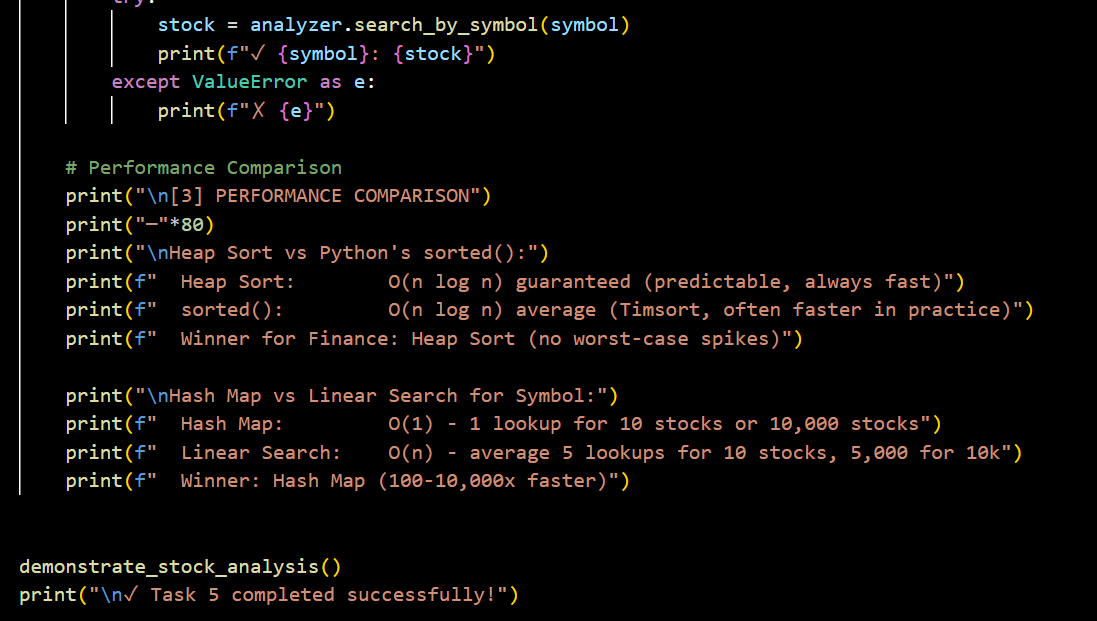 try:
stock = analyzer.search_by_symbol(symbol)
print(f"✓ {symbol}: {stock}")
except ValueError as e:
print(f"✗ {e}")
# Performance Comparison
print("\n[3] PERFORMANCE COMPARISON")
print("─"*80)
print("\nHeap Sort vs Python's sorted():")
print(f"  Heap Sort:        O(n log n) guaranteed (predictable, always fast)")
print(f"  sorted():         O(n log n) average (Timsort, often faster in practice)")
print(f"  Winner for Finance: Heap Sort (no worst-case spikes)")
print("\nHash Map vs Linear Search for Symbol:")
print(f"  Hash Map:         O(1) - 1 lookup for 10 stocks or 10,000 stocks")
print(f"  Linear Search:    O(n) - average 5 lookups for 10 stocks, 5,000 for 10k")
print(f"  Winner: Hash Map (100-10,000x faster)")
demonstrate_stock_analysis()
print("\n✓ Task 5 completed successfully!")